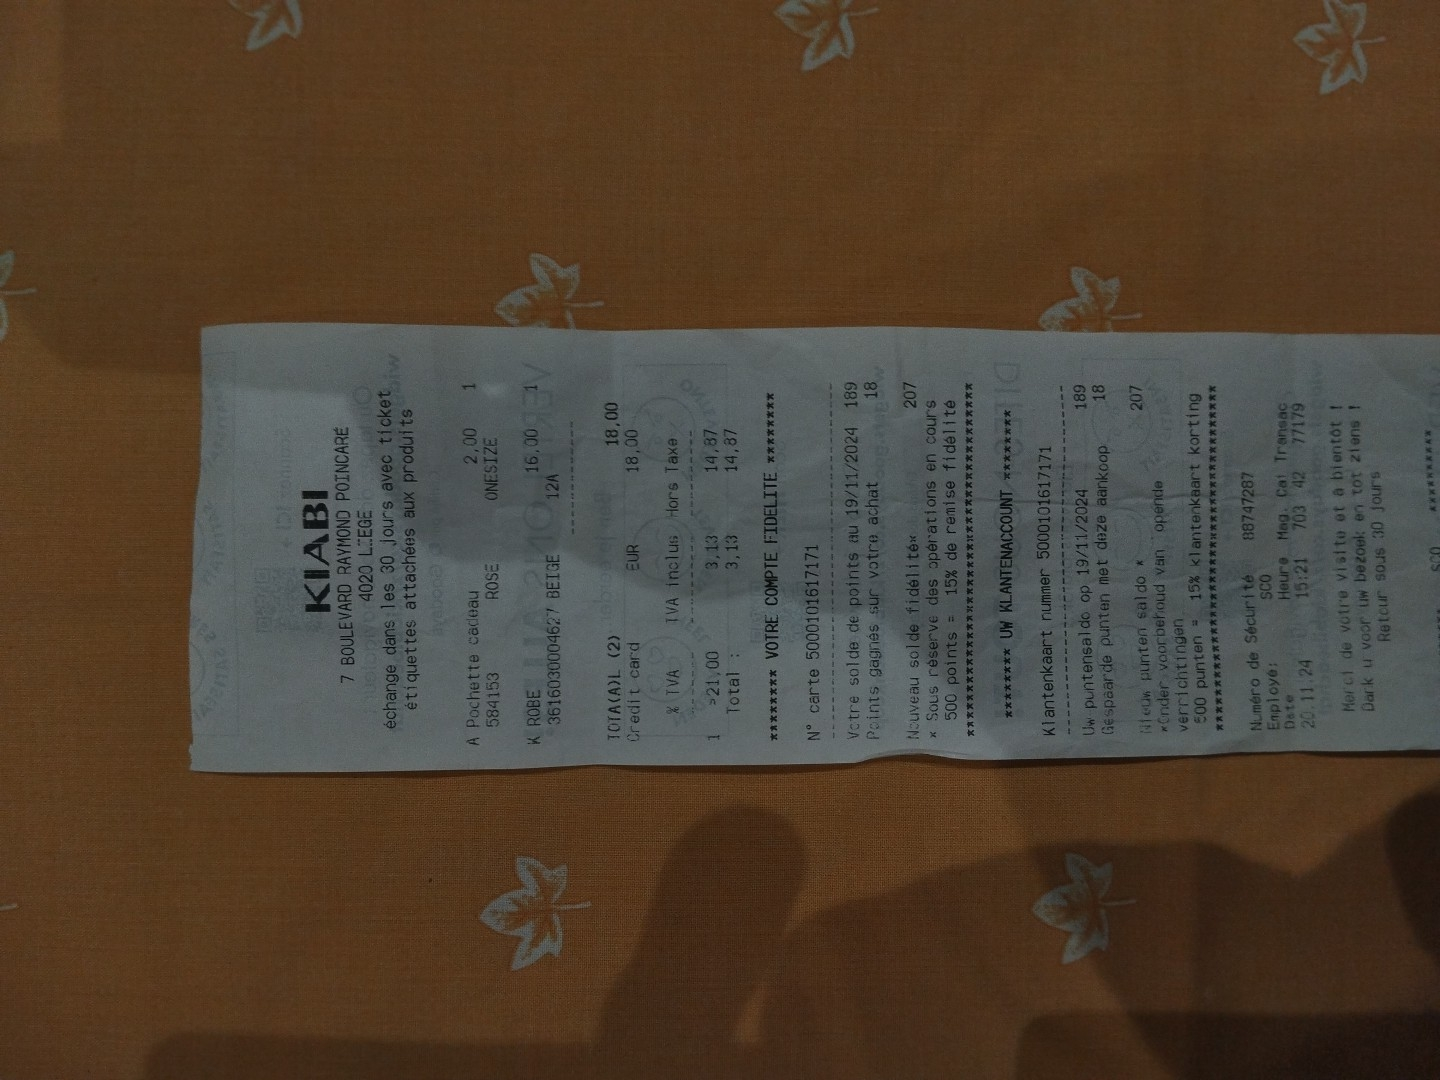 KIABI
7 BOULEVARD RAYMOND POINCARÉ
4020 LIEGE
échange dans les 30 jours avec ticket
étiquettes attachées aux produits
A Pochette cadeau 2,00 1
584153 ROSE ONESIZE
K ROBE 16,00 1
3616030004627 BEIGE 12A
TOTA(A)L (2) 18,00
Credit card EUR 18,00
% TVA TVA inclus Hors Taxe
1 >21,00 3,13 14,87
Total : 3,13 14,87
******** VOTRE COMPTE FIDELITE ********
N° carte 5000101617171
Votre solde de points au 19/11/2024 189
Points gagnés sur votre achat 18
Nouveau solde fidélité* 207
* Sous réserve des opérations en cours
500 points = 15% de remise fidélité
***************************************
******** UW KLANTENACCOUNT ********
Klantenkaart nummer 5000101617171
Uw puntensaldo op 19/11/2024 189
Gespaarde punten met deze aankoop 18
Nieuw punten saldo * 207
*Onder voorbehoud van opende
verrichtingen
500 punten = 15% klantenkaart korting
***************************************
Numéro de Sécurité 88747287
Employé: SCO
Date Heure Mag. Cai Transac
20.11.24 15:21 703 42 77179
Merci de votre visite et à bientôt !
Dark u voor uw bezoek en tot ziens !
Retour sous 30 jours
*********
SCO